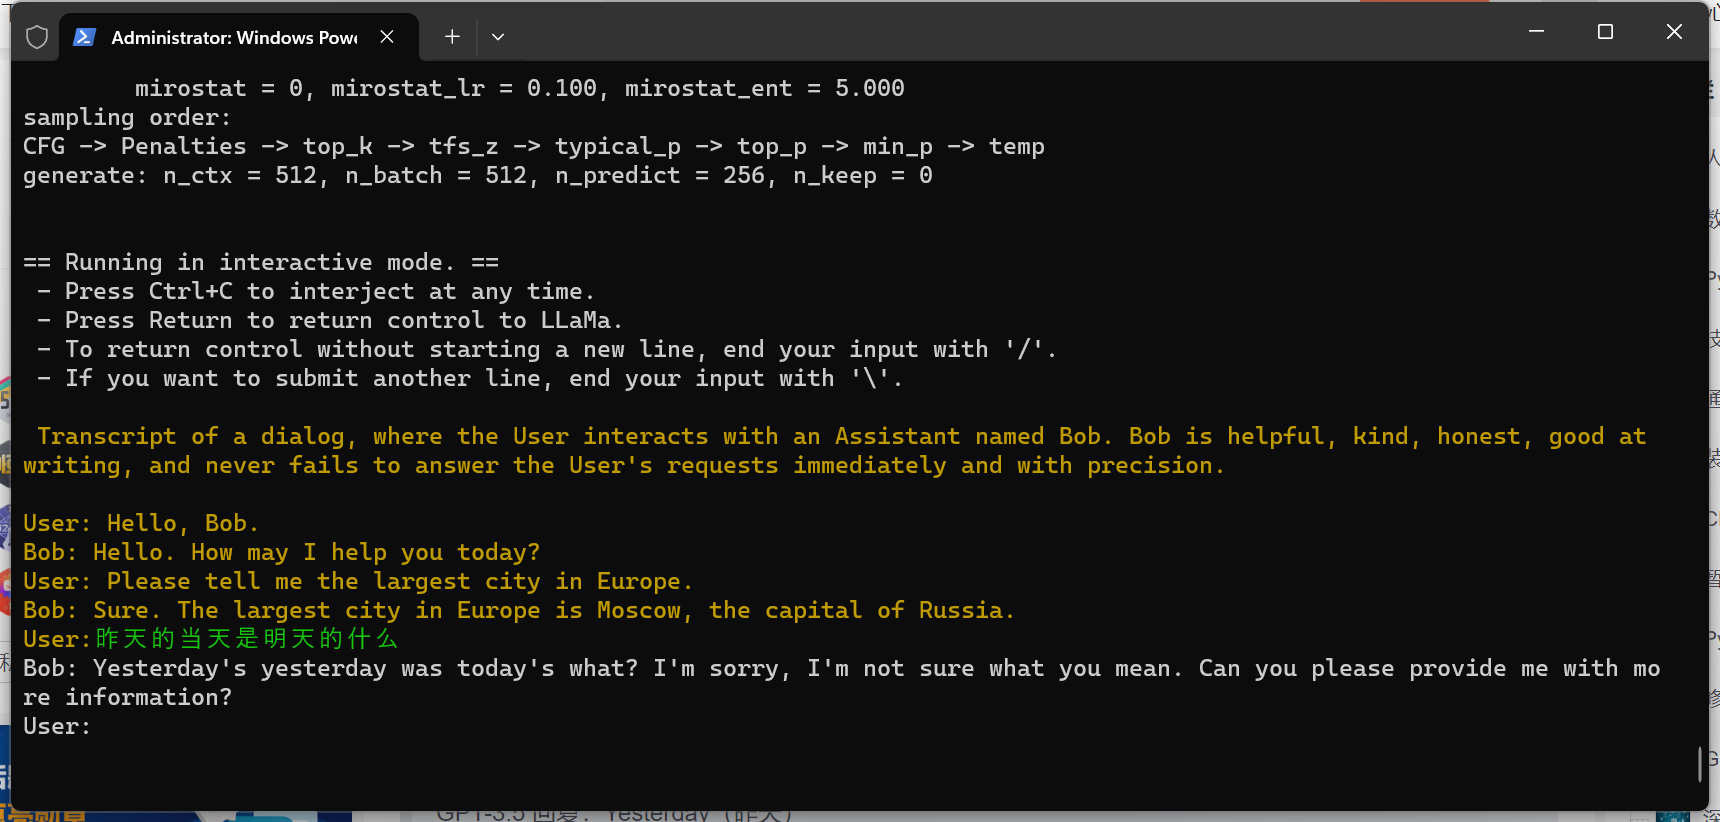 Administrator: Windows Powe
mirostat = 0, mirostat_lr = 0.100, mirostat_ent = 5.000
sampling order:
CFG -> Penalties -> top_k -> tfs_z -> typical_p -> top_p -> min_p -> temp
generate: n_ctx = 512, n_batch = 512, n_predict = 256, n_keep = 0
== Running in interactive mode. ==
- Press Ctrl+C to interject at any time.
- Press Return to return control to LLaMa.
- To return control without starting a new line, end your input with '/'.
- If you want to submit another line, end your input with '\'.
Transcript of a dialog, where the User interacts with an Assistant named Bob. Bob is helpful, kind, honest, good at
writing, and never fails to answer the User's requests immediately and with precision.
User: Hello, Bob.
Bob: Hello. How may I help you today?
User: Please tell me the largest city in Europe.
Bob: Sure. The largest city in Europe is Moscow, the capital of Russia.
User:昨天的当天是明天的什么
Bob: Yesterday's yesterday was today's what? I'm sorry, I'm not sure what you mean. Can you please provide me with mo
re information?
User:
GPT-3.5 回复：Yesterday（昨天）